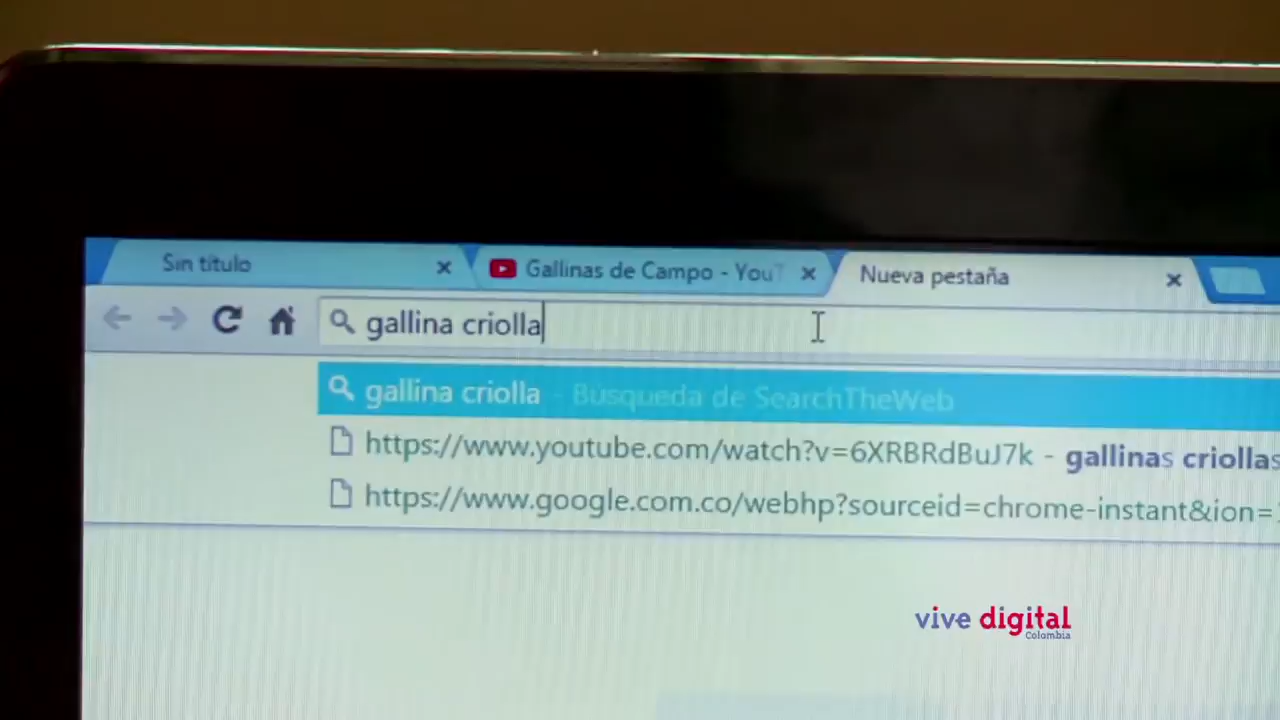 Sin título
Gallinas de Campo - YouT
Nueva pestaña
gallina criolla
gallina criolla - Búsqueda de SearchTheWeb
https://www.youtube.com/watch?v=6XRBRdBuJ7k - gallinas criollas
https://www.google.com.co/webhp?sourceid=chrome-instant&ion=
vive digital
Colombia